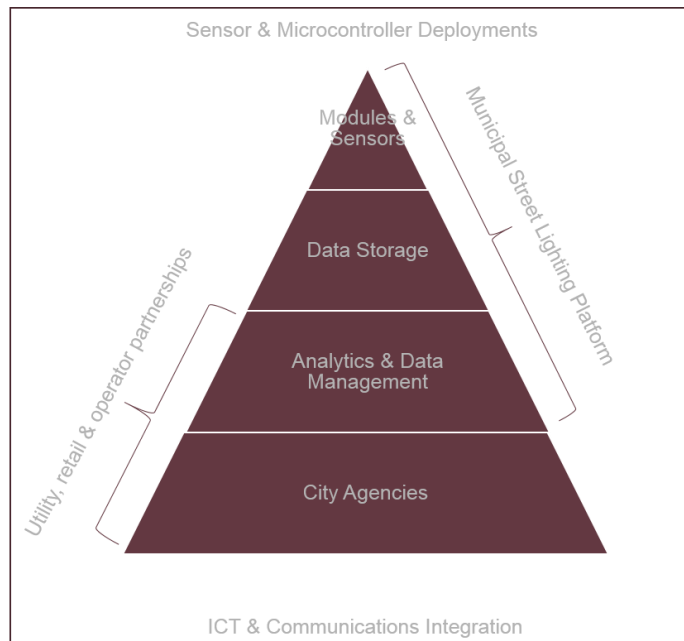 Sensor & Microcontroller Deployments
Modules &
Sensors
Municipal Street Lighting Platform
Data Storage
Utility, retail & operator partnerships
Analytics & Data
Management
City Agencies
ICT & Communications Integration